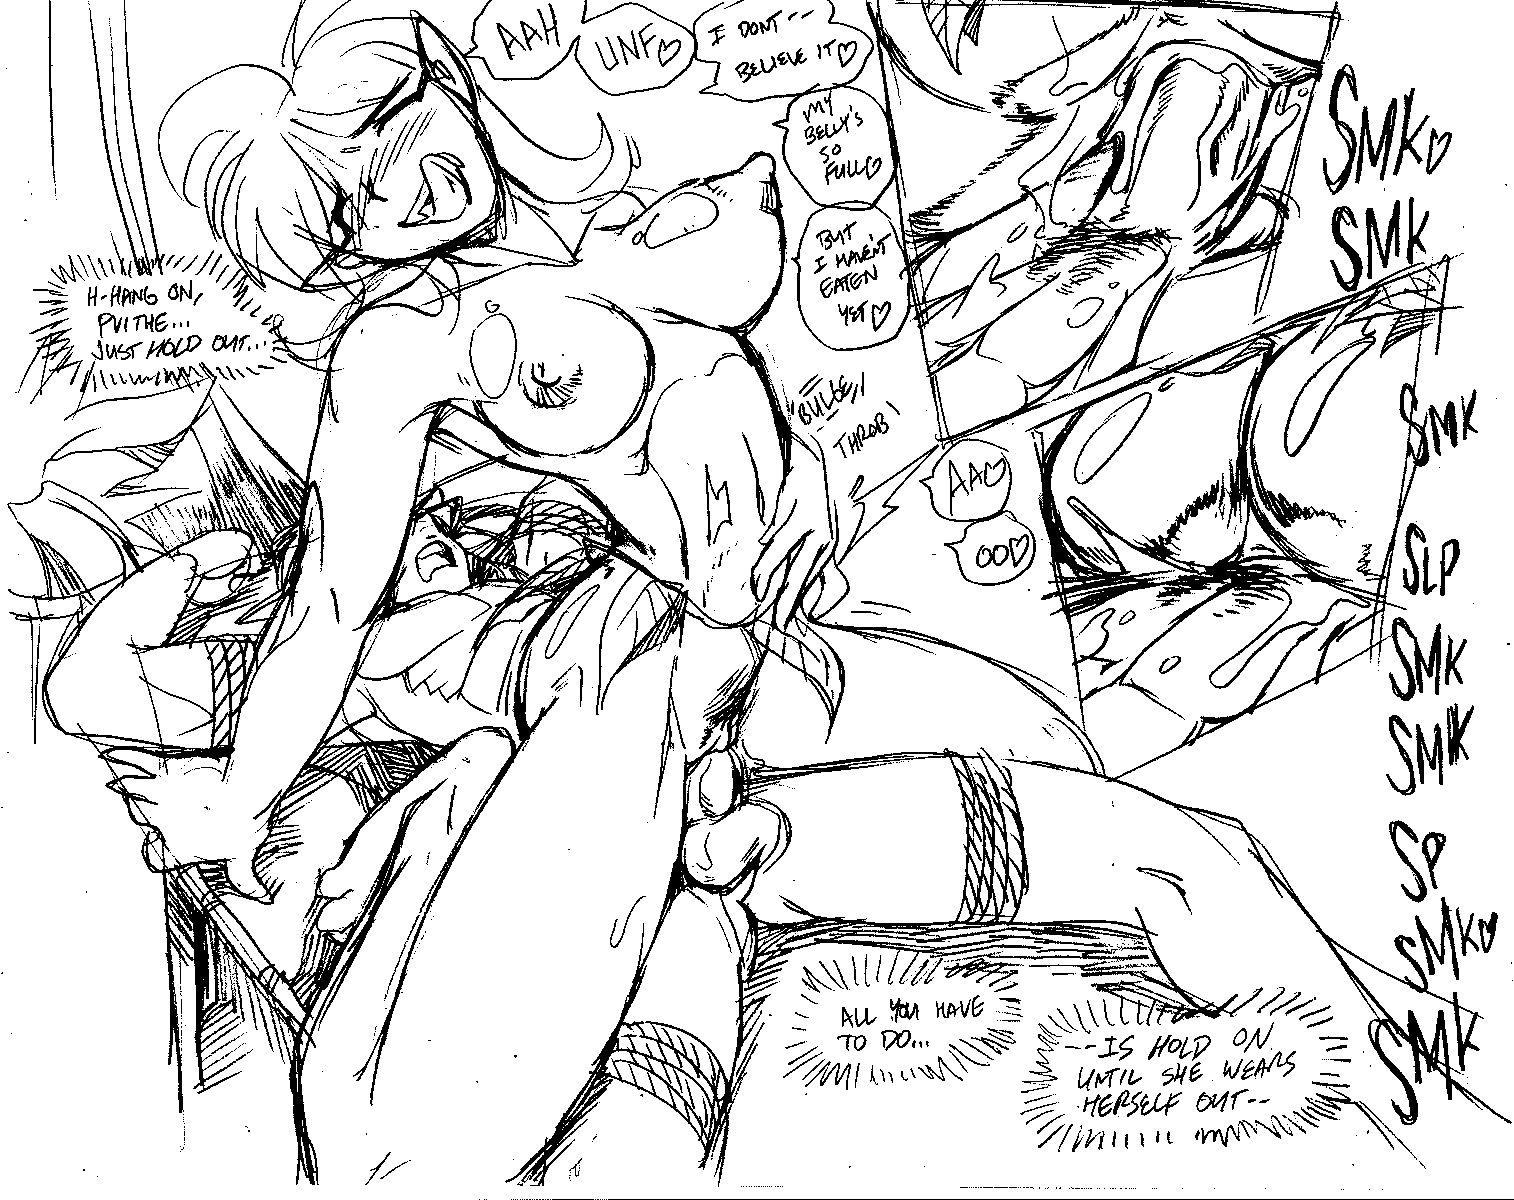 AAH
UNF♡
I DONT--
BELIEVE IT♡
MY
BELLY'S
SO
FULL♡
BUT
I HAVEN'T
EATEN
YET♡
H-HANG ON,
PVITHE...
JUST HOLD OUT...
BULGE//
THROB!
AA♡
OO♡
SMK♡
SMK
SMK
SLP
SMK
SMK
SP
SMK♡
SMK
ALL YOU HAVE
TO DO...
--IS HOLD ON
UNTIL SHE WEARS
HERSELF OUT--